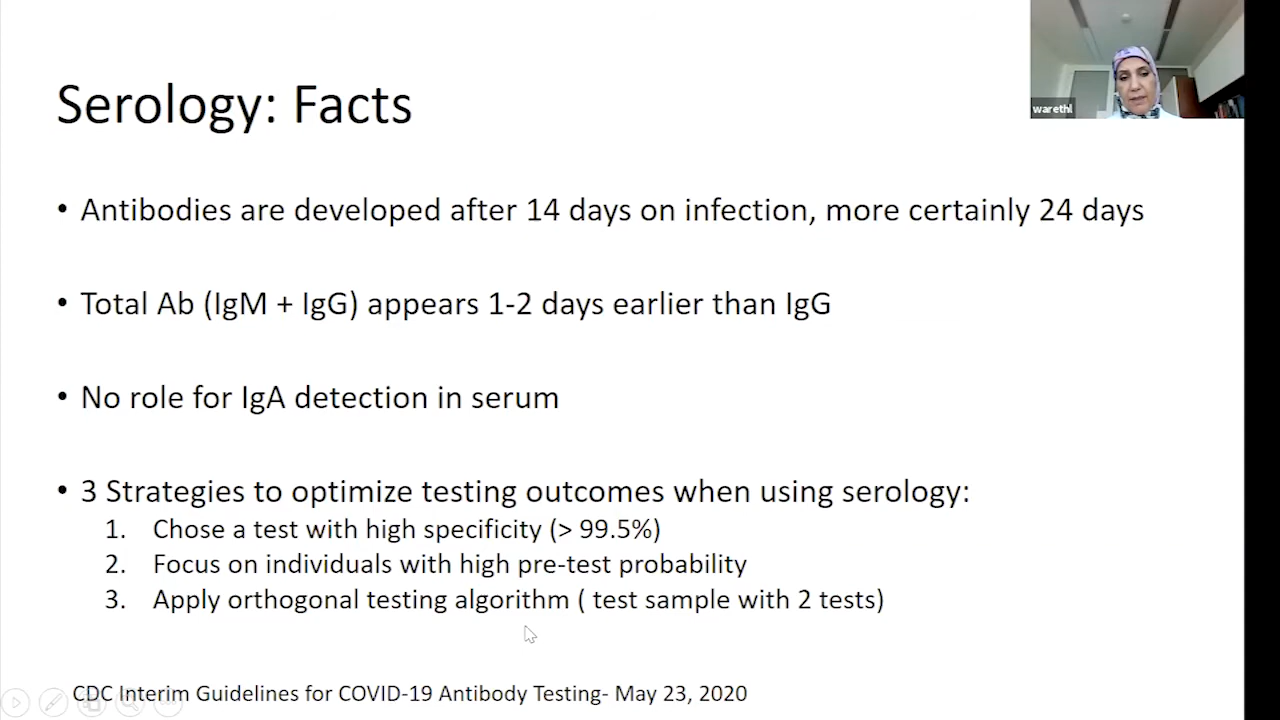 Serology: Facts
warethl
• Antibodies are developed after 14 days on infection, more certainly 24 days
• Total Ab (IgM + IgG) appears 1-2 days earlier than IgG
• No role for IgA detection in serum
• 3 Strategies to optimize testing outcomes when using serology:
1. Chose a test with high specificity (> 99.5%)
2. Focus on individuals with high pre-test probability
3. Apply orthogonal testing algorithm ( test sample with 2 tests)
CDC Interim Guidelines for COVID-19 Antibody Testing- May 23, 2020